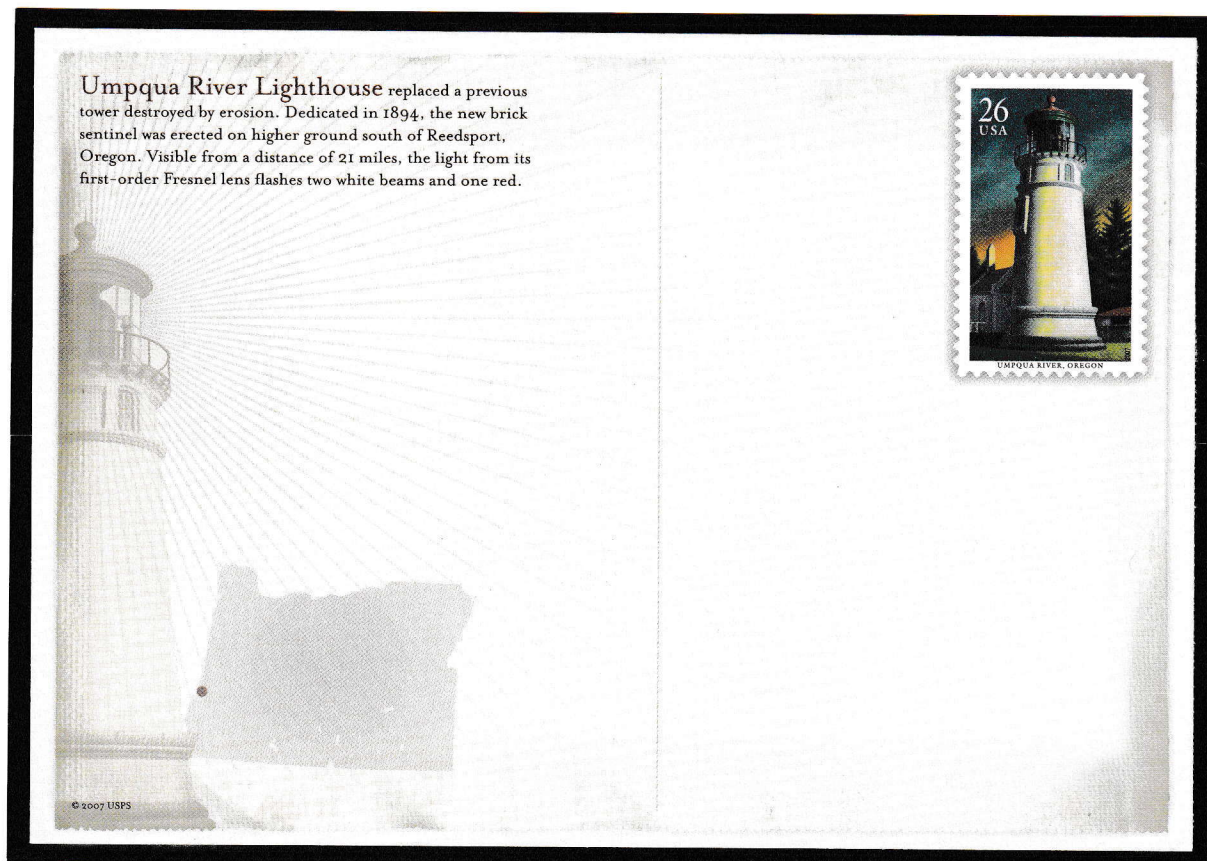 Umpqua River Lighthouse replaced a previous
tower destroyed by erosion. Dedicated in 1894, the new brick
sentinel was erected on higher ground south of Reedsport,
Oregon. Visible from a distance of 21 miles, the light from its
first-order Fresnel lens flashes two white beams and one red.
26
USA
UMPQUA RIVER, OREGON
© 2007 USPS